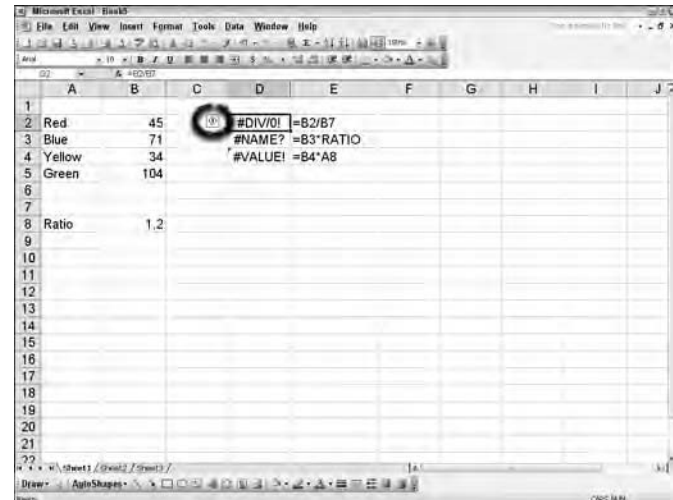 Microsoft Excel - Book5
File Edit View Insert Format Tools Data Window Help
Arial 10 B I U
D2 =B2/B7
A B C D E F G H I J
1
2 Red 45 #DIV/0! =B2/B7
3 Blue 71 #NAME? =B3*RATIO
4 Yellow 34 #VALUE! =B4*A8
5 Green 104
6
7
8 Ratio 1.2
9
10
11
12
13
14
15
16
17
18
19
20
21
22
Sheet1 / Sheet2 / Sheet3 /
Draw AutoShapes